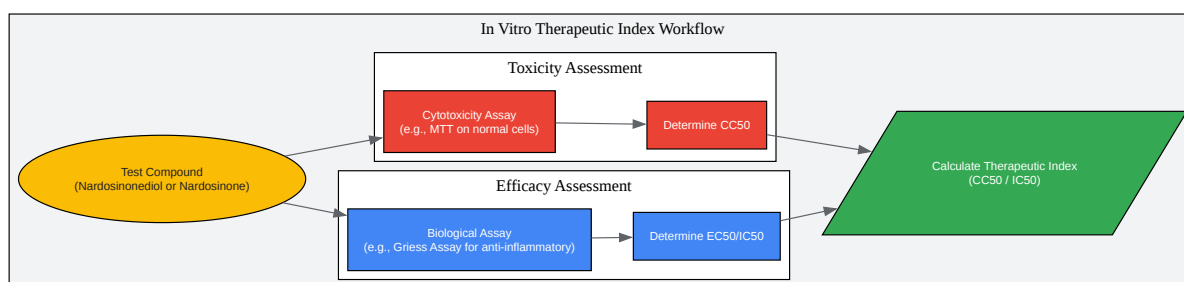 In Vitro Therapeutic Index Workflow
Toxicity Assessment
Cytotoxicity Assay
(e.g., MTT on normal cells)
Determine CC50
Test Compound
(Nardosinonediol or Nardosinone)
Calculate Therapeutic Index
(CC50 / IC50)
Efficacy Assessment
Biological Assay
(e.g., Griess Assay for anti-inflammatory)
Determine EC50/IC50